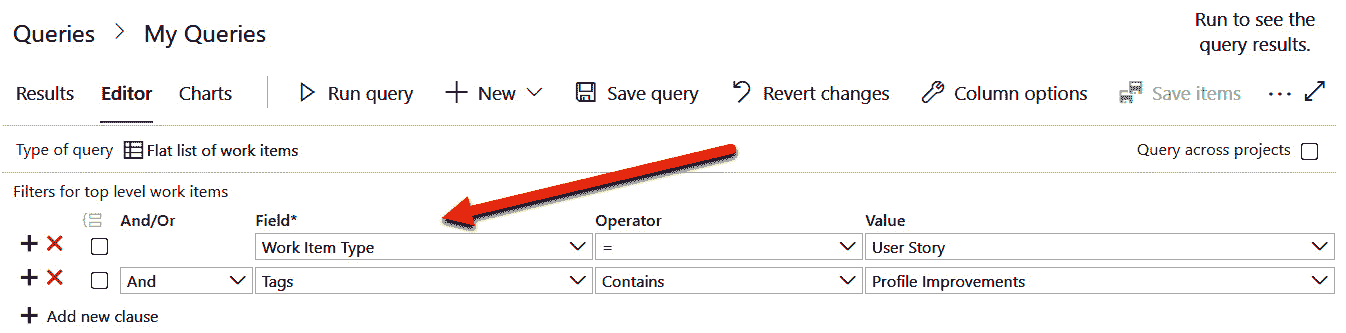 Queries > My Queries
Run to see the
query results.
Results Editor Charts Run query New Save query Revert changes Column options Save items ...
Type of query Flat list of work items Query across projects
Filters for top level work items
And/Or Field* Operator Value
Work Item Type = User Story
And Tags Contains Profile Improvements
Add new clause